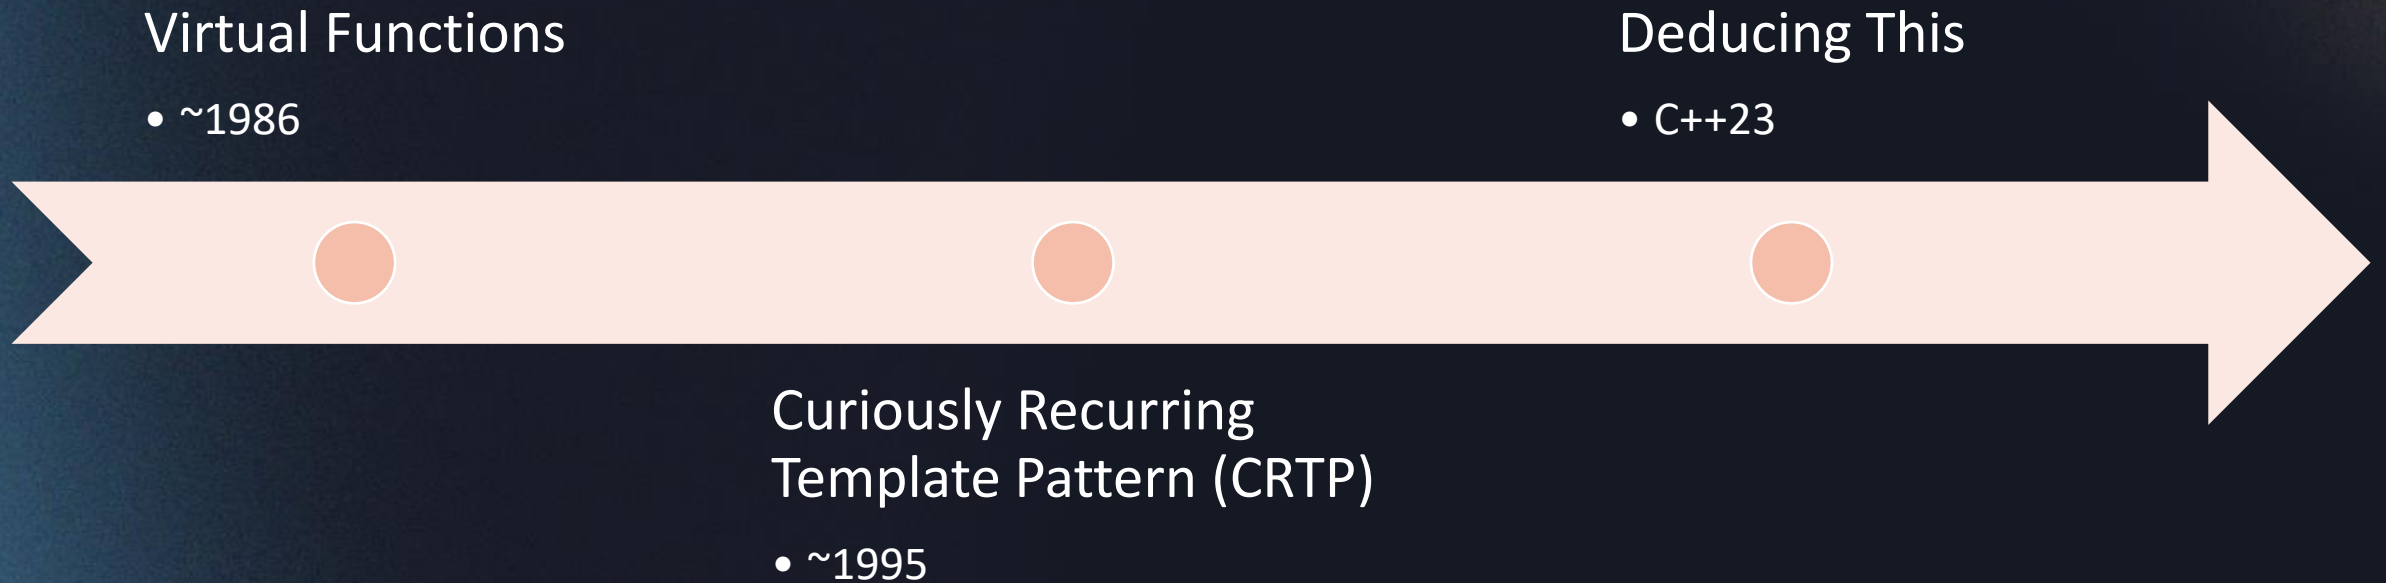 Virtual Functions
• ~1986
Curiously Recurring
Template Pattern (CRTP)
• ~1995
Deducing This
• C++23